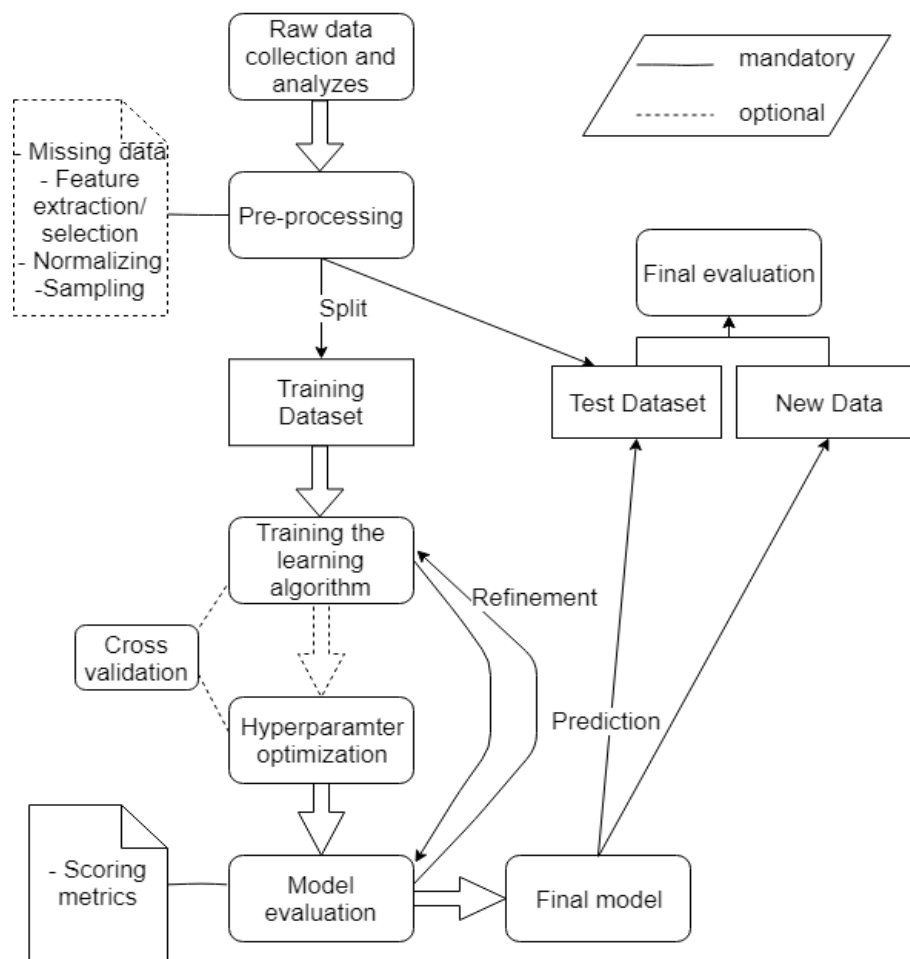 Raw data
collection and
analyzes
mandatory
optional
- Missing data
- Feature
extraction/
selection
- Normalizing
-Sampling
Pre-processing
Final evaluation
Split
Training
Dataset
Test Dataset
New Data
Training the
learning
algorithm
Refinement
Cross
validation
Hyperparamter
optimization
Prediction
- Scoring
metrics
Model
evaluation
Final model